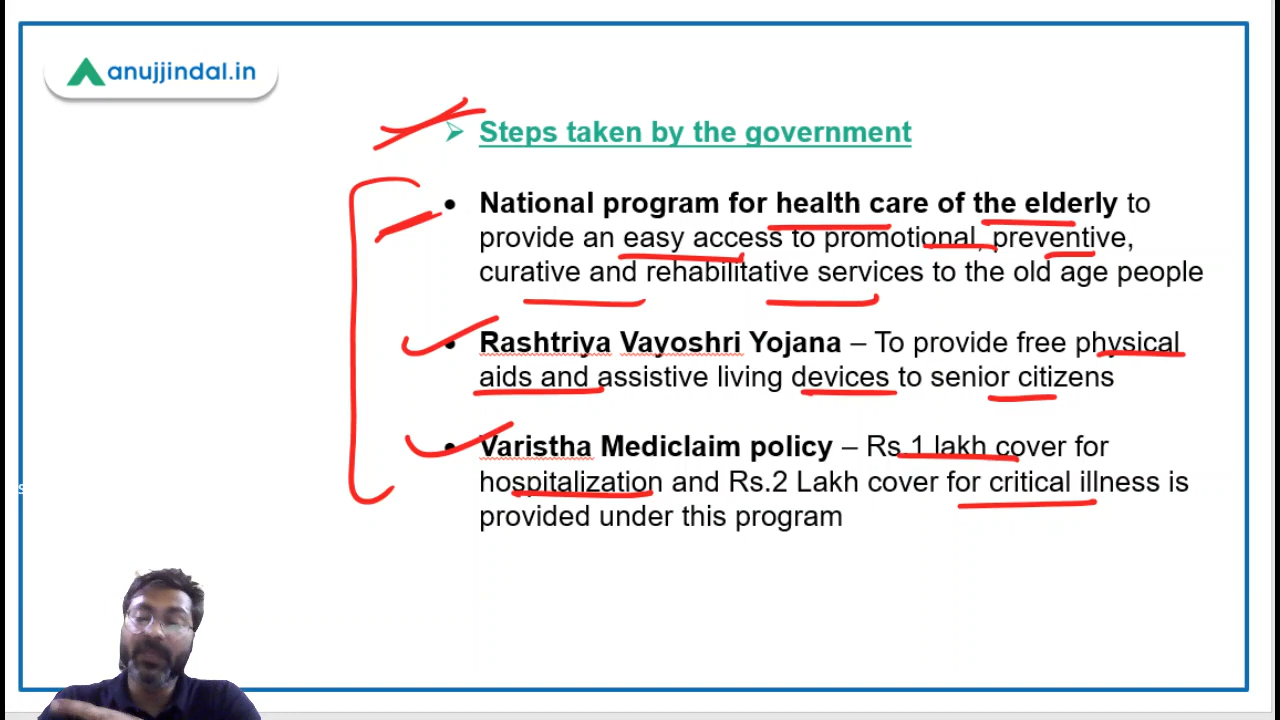 anujjindal.in
Steps taken by the government
National program for health care of the elderly to
provide an easy access to promotional, preventive,
curative and rehabilitative services to the old age people
Rashtriya Vayoshri Yojana – To provide free physical
aids and assistive living devices to senior citizens
Varistha Mediclaim policy – Rs.1 lakh cover for
hospitalization and Rs.2 Lakh cover for critical illness is
provided under this program